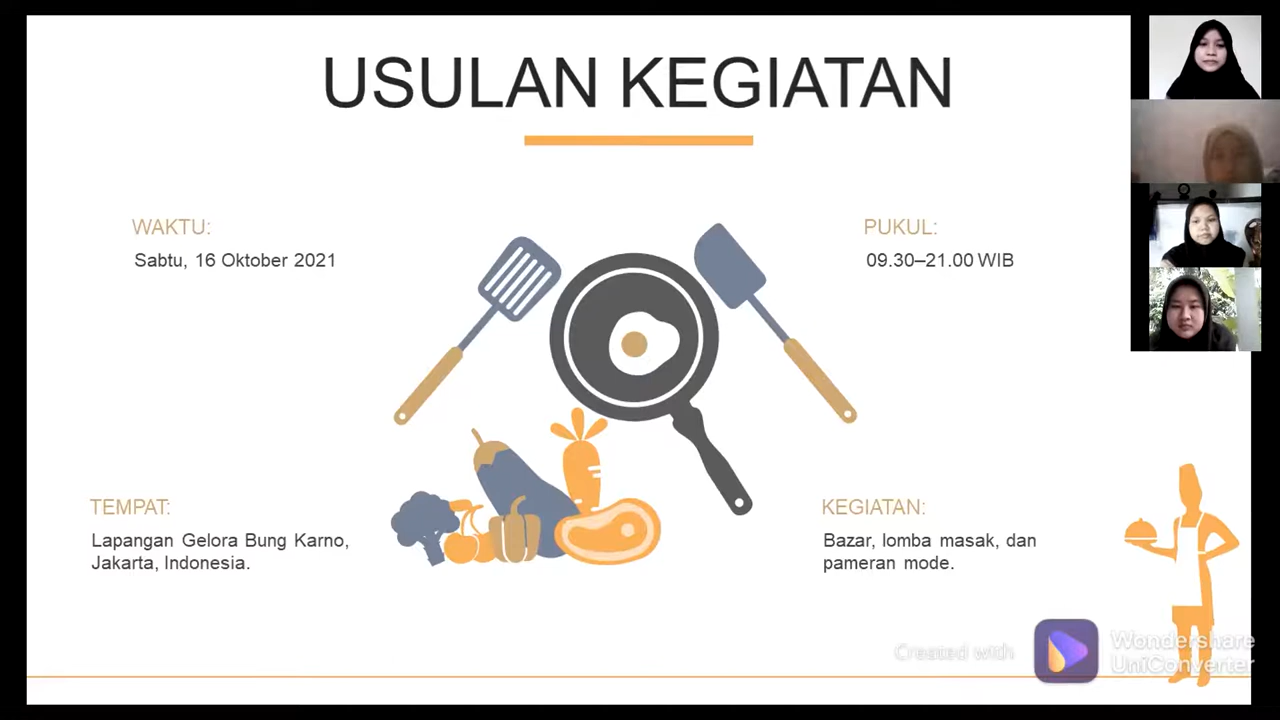 USULAN KEGIATAN
WAKTU:
Sabtu, 16 Oktober 2021
PUKUL:
09.30–21.00 WIB
TEMPAT:
Lapangan Gelora Bung Karno,
Jakarta, Indonesia.
KEGIATAN:
Bazar, lomba masak, dan
pameran mode.
Created with
Wondershare
UniConverter